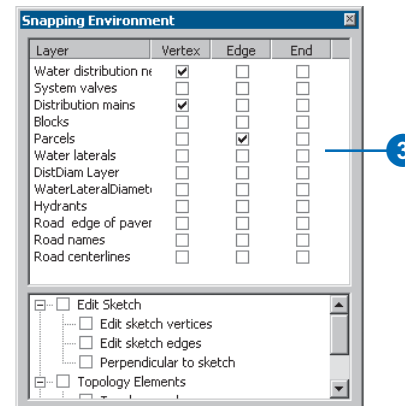 Snapping Environment
Layer Vertex Edge End
Water distribution ne
System valves
Distribution mains
Blocks
Parcels
Water laterals
DistDiam Layer
WaterLateralDiamet
Hydrants
Road edge of paver
Road names
Road centerlines
3
Edit Sketch
Edit sketch vertices
Edit sketch edges
Perpendicular to sketch
Topology Elements